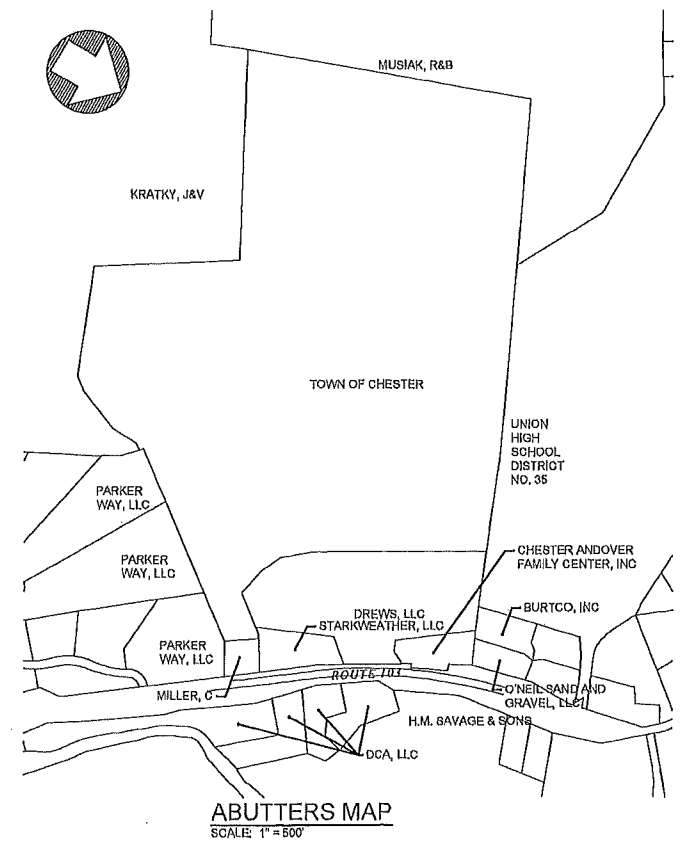 MUSIAK, R&B
KRATKY, J&V
TOWN OF CHESTER
UNION
HIGH
SCHOOL
DISTRICT
NO. 35
PARKER
WAY, LLC
CHESTER ANDOVER
FAMILY CENTER, INC
PARKER
WAY, LLC
BURTCO, INC
DREWS, LLC
STARKWEATHER, LLC
PARKER
WAY, LLC
ROUTE 103
MILLER, C
O'NEIL SAND AND
GRAVEL, LLC
H.M. SAVAGE & SONS
DCA, LLC
ABUTTERS MAP
SCALE: 1" = 500'